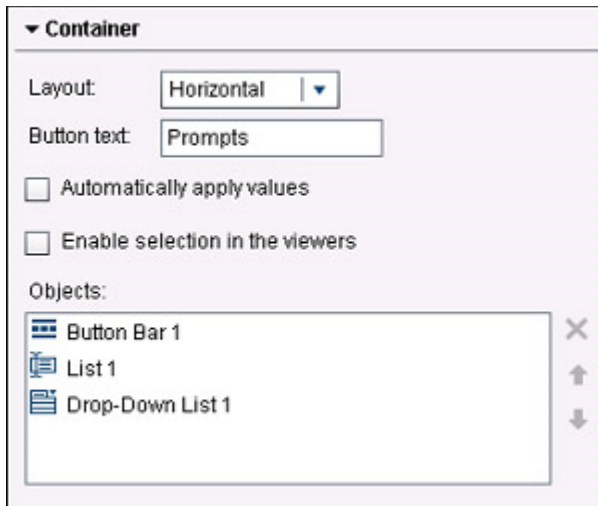 Container
Layout: Horizontal
Button text: Prompts
Automatically apply values
Enable selection in the viewers
Objects:
Button Bar 1
List 1
Drop-Down List 1